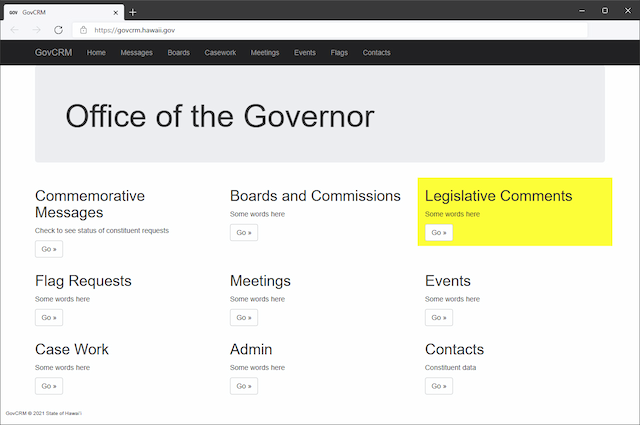 GOV GovCRM
https://govcrm.hawaii.gov
GovCRM Home Messages Boards Casework Meetings Events Flags Contacts
Office of the Governor
Commemorative
Messages
Check to see status of constituent requests
Go »
Boards and Commissions
Some words here
Go »
Legislative Comments
Some words here
Go »
Flag Requests
Some words here
Go »
Meetings
Some words here
Go »
Events
Some words here
Go »
Case Work
Some words here
Go »
Admin
Some words here
Go »
Contacts
Constituent data
Go »
GovCRM © 2021 State of Hawai'i